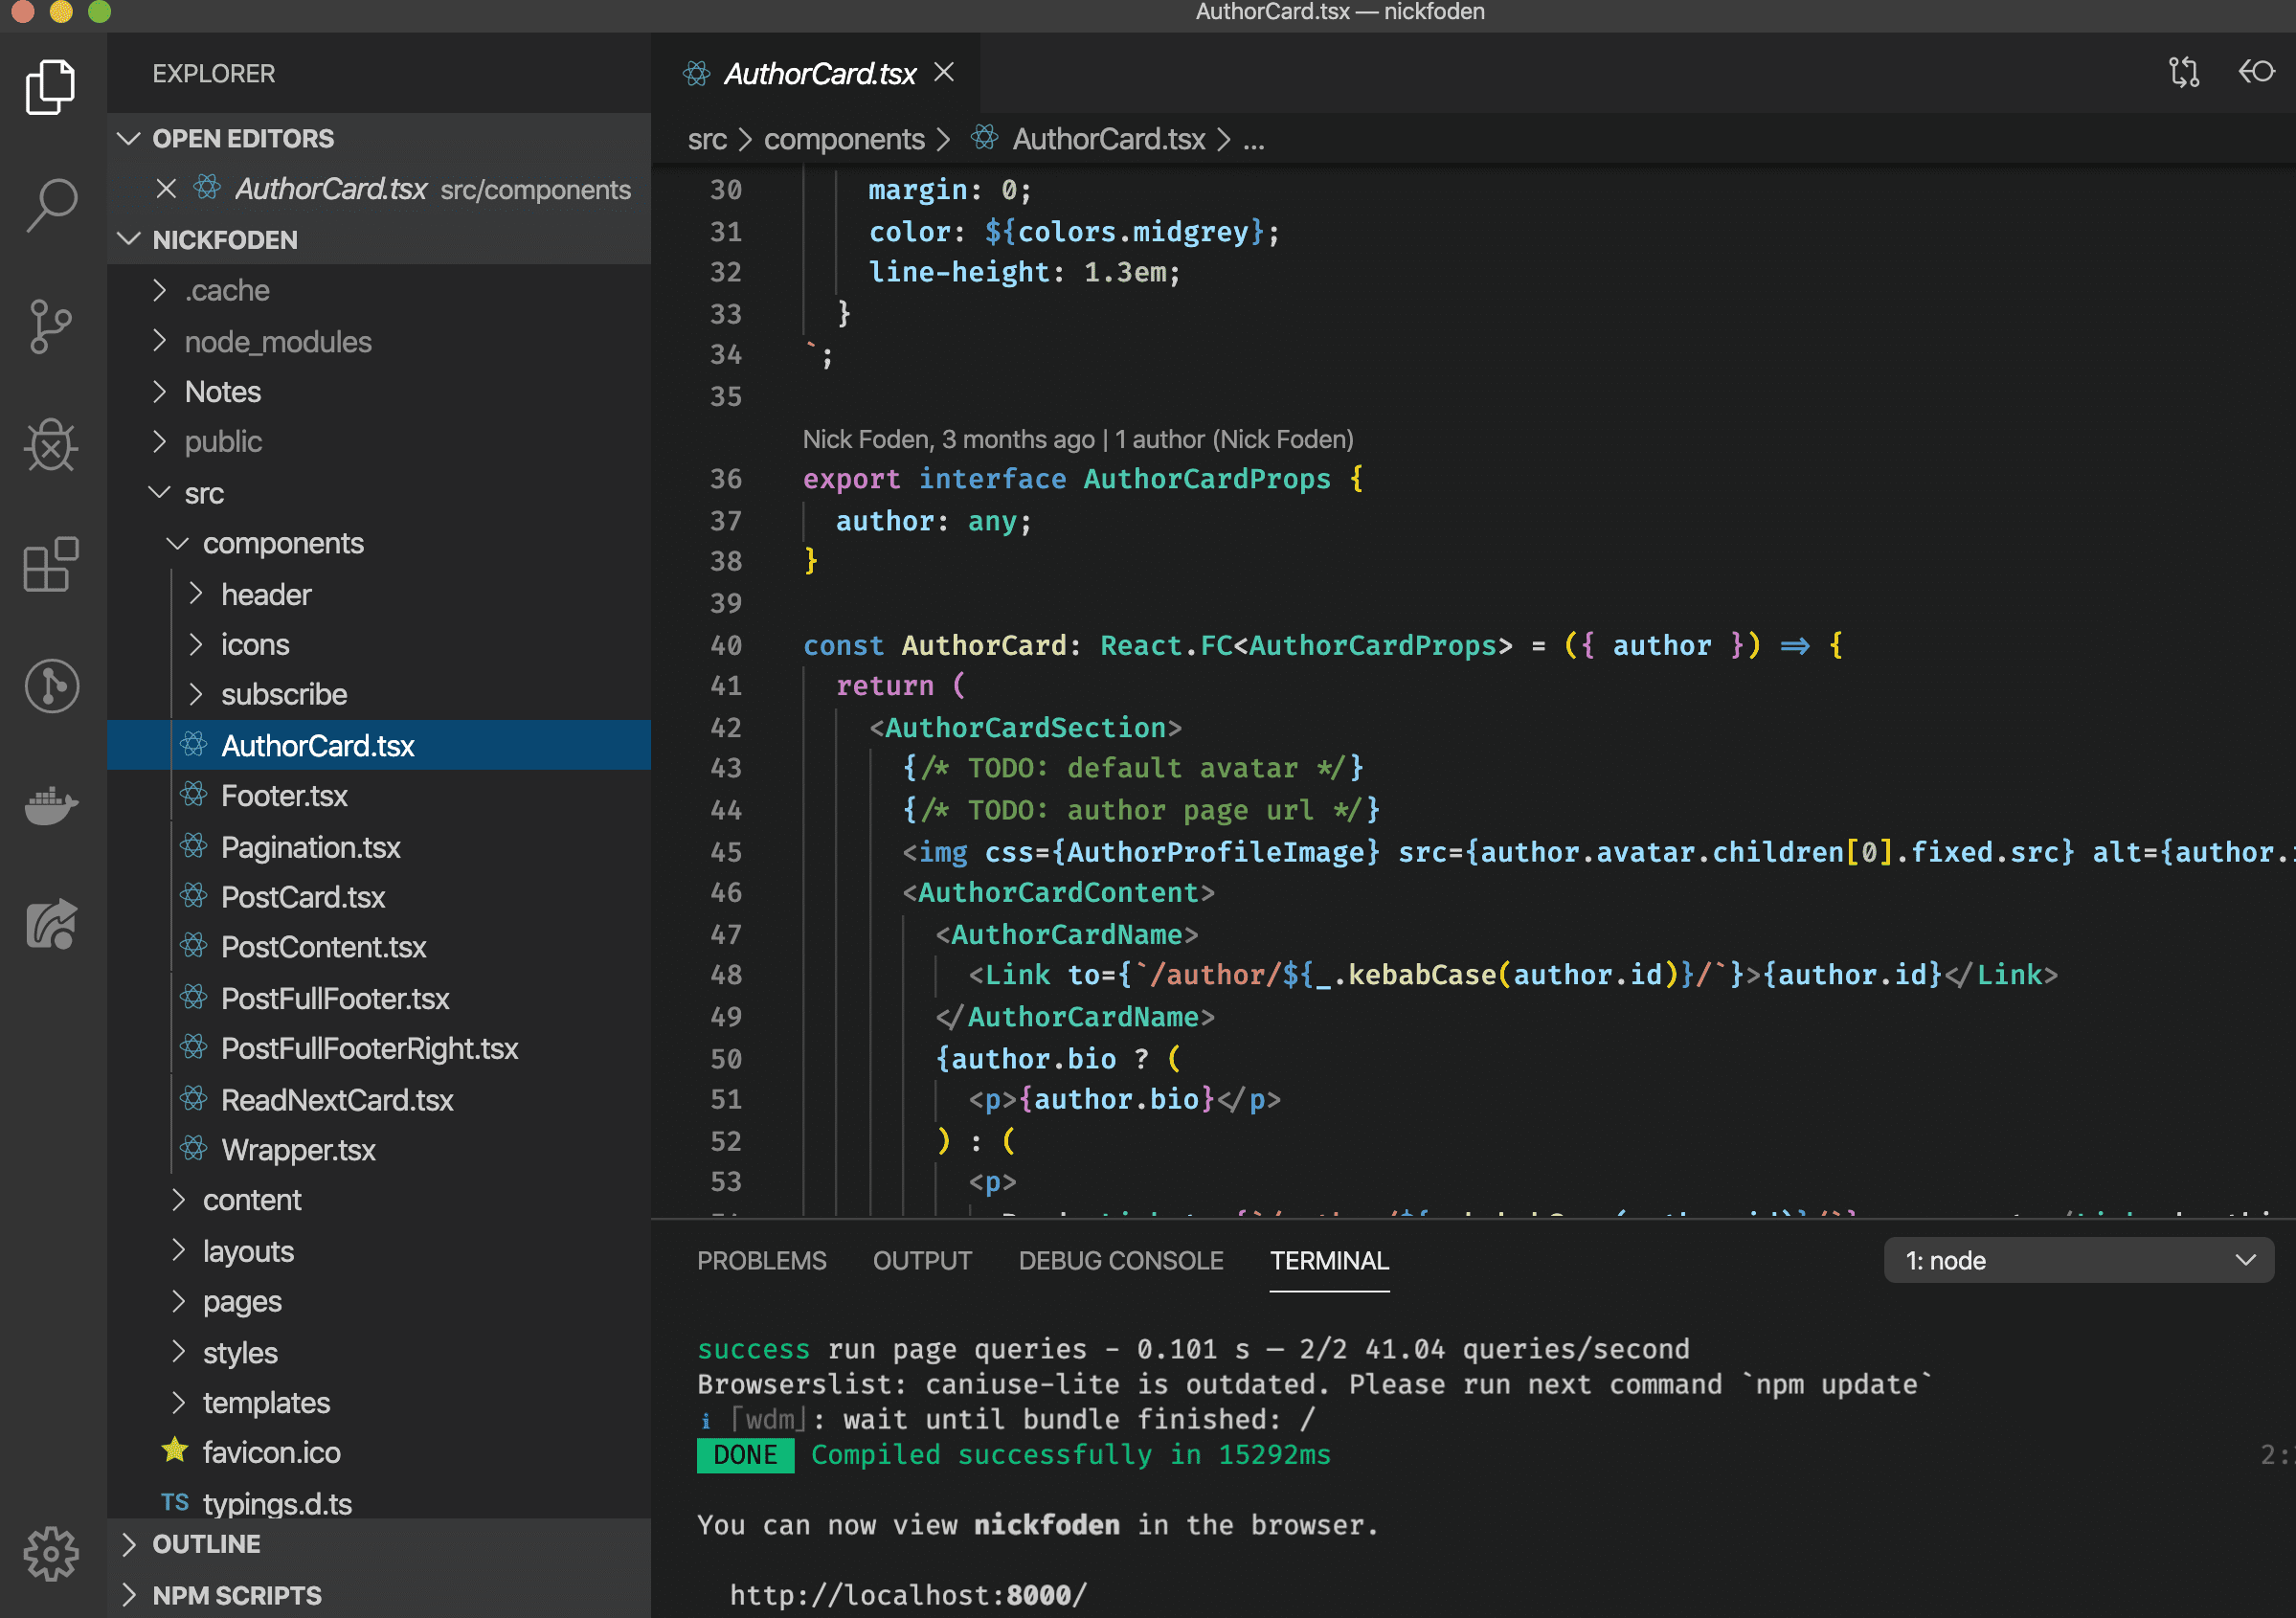 AuthorCard.tsx — nickfoden
EXPLORER
OPEN EDITORS
AuthorCard.tsx src/components
NICKFODEN
.cache
node_modules
Notes
public
src
components
header
icons
subscribe
AuthorCard.tsx
Footer.tsx
Pagination.tsx
PostCard.tsx
PostContent.tsx
PostFullFooter.tsx
PostFullFooterRight.tsx
ReadNextCard.tsx
Wrapper.tsx
content
layouts
pages
styles
templates
favicon.ico
TS typings.d.ts
OUTLINE
NPM SCRIPTS
AuthorCard.tsx
src > components > AuthorCard.tsx > ...
30 margin: 0;
31 color: ${colors.midgrey};
32 line-height: 1.3em;
33 }
34 `;
35
Nick Foden, 3 months ago | 1 author (Nick Foden)
36 export interface AuthorCardProps {
37 author: any;
38 }
39
40 const AuthorCard: React.FC<AuthorCardProps> = ({ author }) => {
41 return (
42 <AuthorCardSection>
43 {/* TODO: default avatar */}
44 {/* TODO: author page url */}
45 <img css={AuthorProfileImage} src={author.avatar.children[0].fixed.src} alt={author.
46 <AuthorCardContent>
47 <AuthorCardName>
48 <Link to={`/author/${_.kebabCase(author.id)}/`}>{author.id}</Link>
49 </AuthorCardName>
50 {author.bio ? (
51 <p>{author.bio}</p>
52 ) : (
53 <p>
PROBLEMS OUTPUT DEBUG CONSOLE TERMINAL 1: node
success run page queries - 0.101 s — 2/2 41.04 queries/second
Browserslist: caniuse-lite is outdated. Please run next command `npm update`
i ｢wdm｣: wait until bundle finished: /
DONE Compiled successfully in 15292ms 2:
You can now view nickfoden in the browser.
http://localhost:8000/